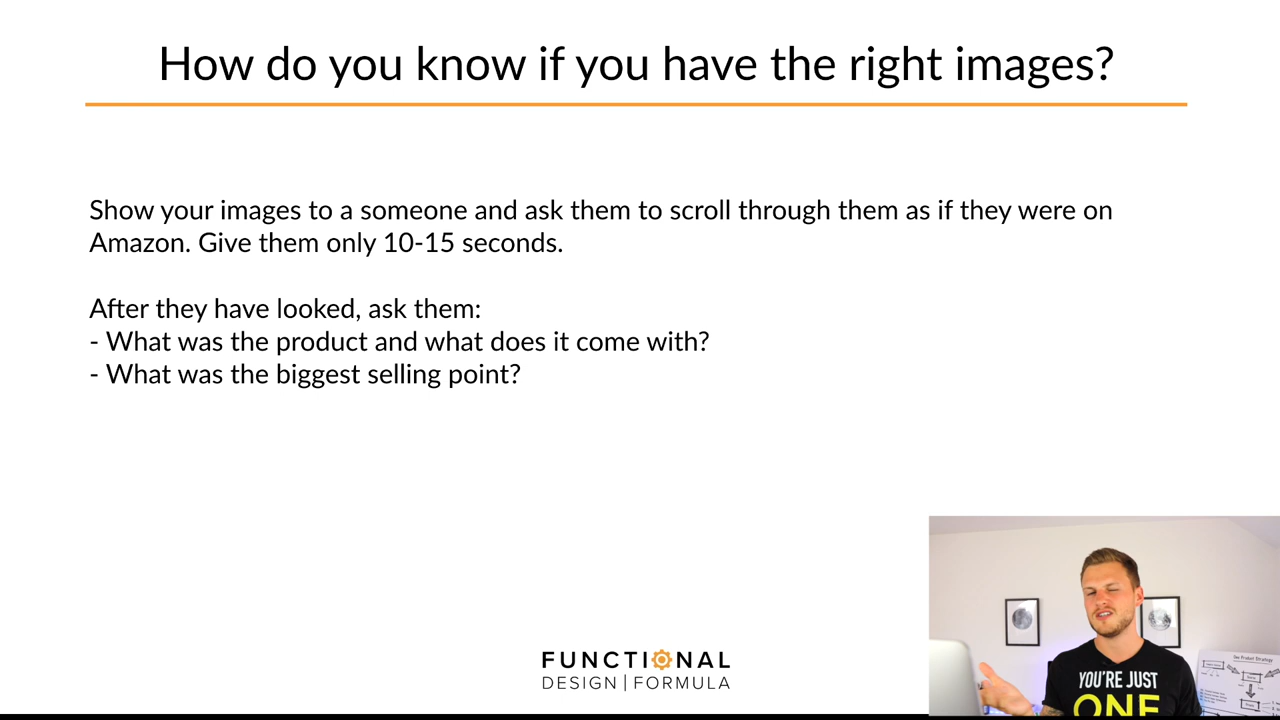 How do you know if you have the right images?
Show your images to a someone and ask them to scroll through them as if they were on
Amazon. Give them only 10-15 seconds.
After they have looked, ask them:
- What was the product and what does it come with?
- What was the biggest selling point?
FUNCTIONAL
DESIGN | FORMULA
YOU'RE JUST
ONE